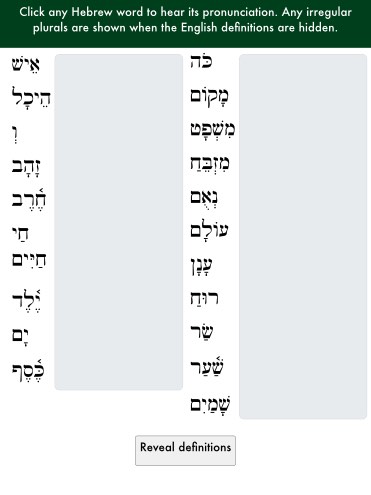 Click any Hebrew word to hear its pronunciation. Any irregular
plurals are shown when the English definitions are hidden.
אִישׁ
הֵיכָל
וְ
זָהָב
חֶ֫רֶב
חַי
חַיִּים
יֶ֫לֶד
יָם
כֶּ֫סֶף
כֹּה
מָקוֹם
מִשְׁפָּט
מִזְבֵּחַ
נְאֻם
עוֹלָם
עָנָן
רוּחַ
שַׂר
שַׁ֫עַר
שָׁמַיִם
Reveal definitions